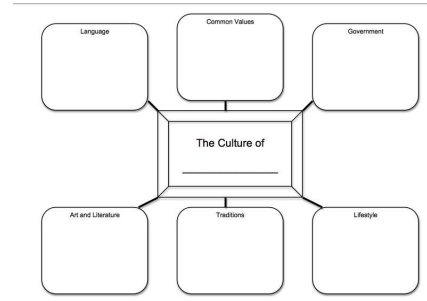 Language
Common Values
Government
The Culture of
Art and Literature
Traditions
Lifestyle